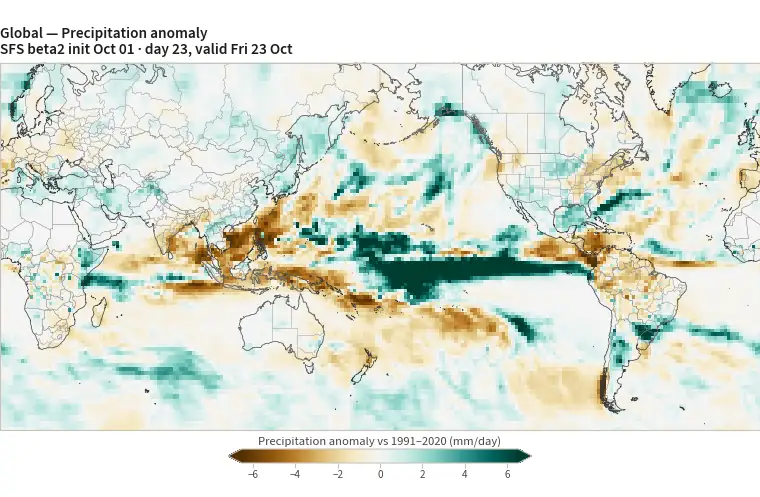 Global — Precipitation anomaly
SFS beta2 init Oct 01 · day 23, valid Fri 23 Oct
Precipitation anomaly vs 1991–2020 (mm/day)
−6 −4 −2 0 2 4 6